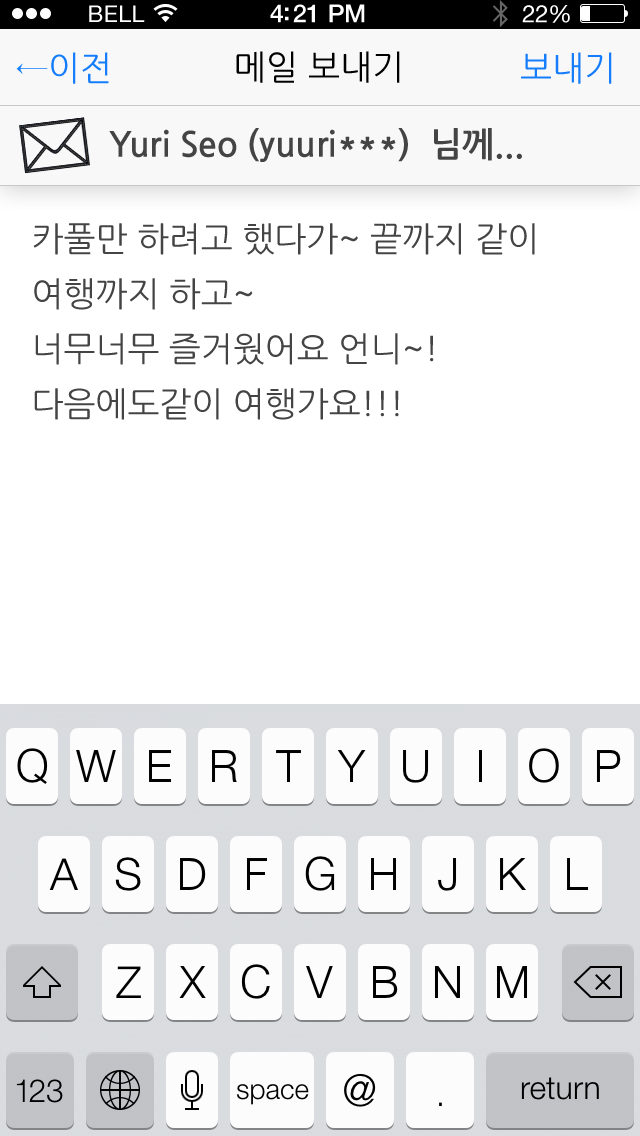 BELL 4:21 PM 22%
←이전 메일 보내기 보내기
Yuri Seo (yuuri***) 님께...
카풀만 하려고 했다가~ 끝까지 같이
여행까지 하고~
너무너무 즐거웠어요 언니~!
다음에도같이 여행가요!!!
Q W E R T Y U I O P
A S D F G H J K L
Z X C V B N M
123 space @ . return